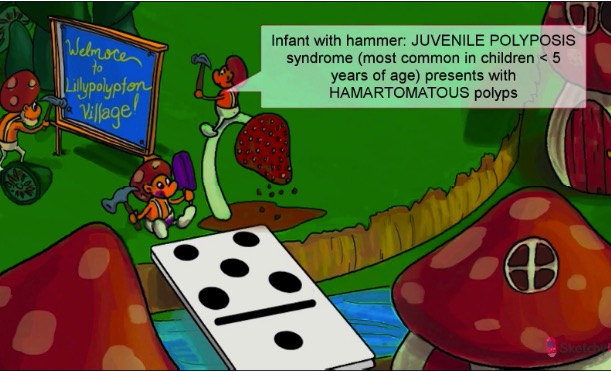 Infant with hammer: JUVENILE POLYPOSIS
syndrome (most common in children < 5
years of age) presents with
HAMARTOMATOUS polyps
Welmore
to
Lillypolypton
Village!